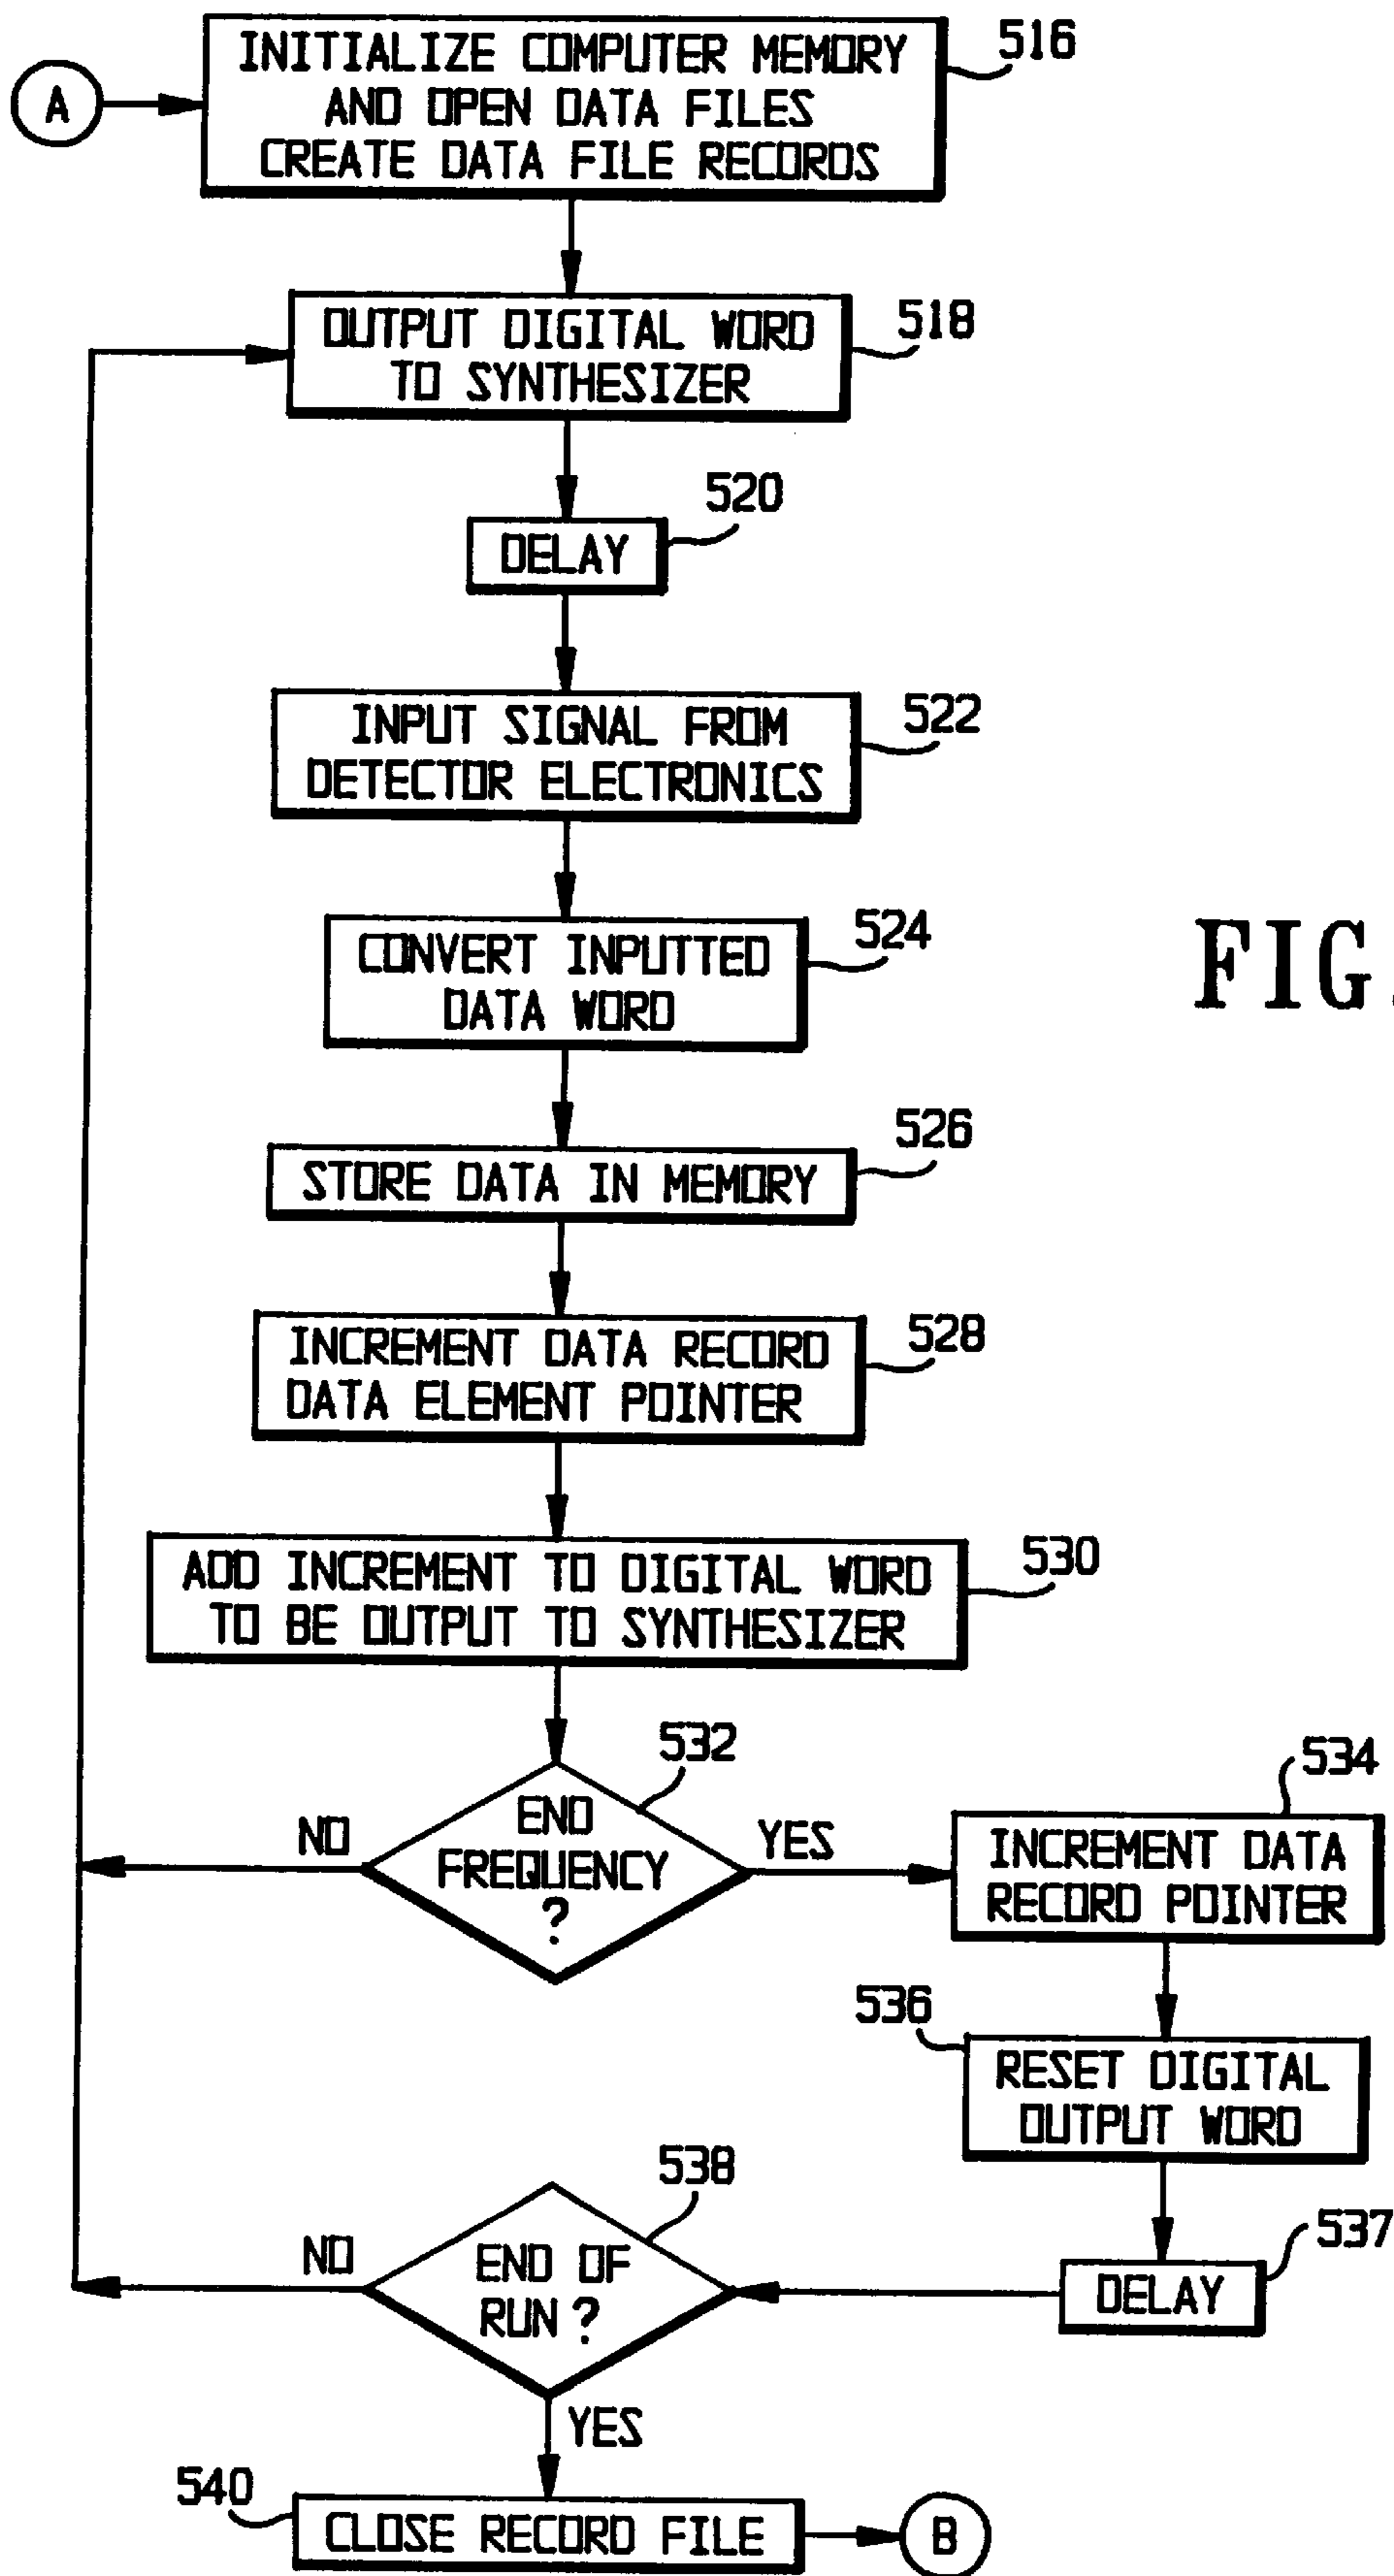 A
INITIALIZE COMPUTER MEMORY
AND OPEN DATA FILES
CREATE DATA FILE RECORDS
516
OUTPUT DIGITAL WORD
TO SYNTHESIZER
518
DELAY
520
INPUT SIGNAL FROM
DETECTOR ELECTRONICS
522
CONVERT INPUTTED
DATA WORD
524
FIG.
STORE DATA IN MEMORY
526
INCREMENT DATA RECORD
DATA ELEMENT POINTER
528
ADD INCREMENT TO DIGITAL WORD
TO BE OUTPUT TO SYNTHESIZER
530
END
FREQUENCY
?
532
NO
YES
INCREMENT DATA
RECORD POINTER
534
RESET DIGITAL
OUTPUT WORD
536
DELAY
537
END OF
RUN ?
538
NO
YES
CLOSE RECORD FILE
540
B